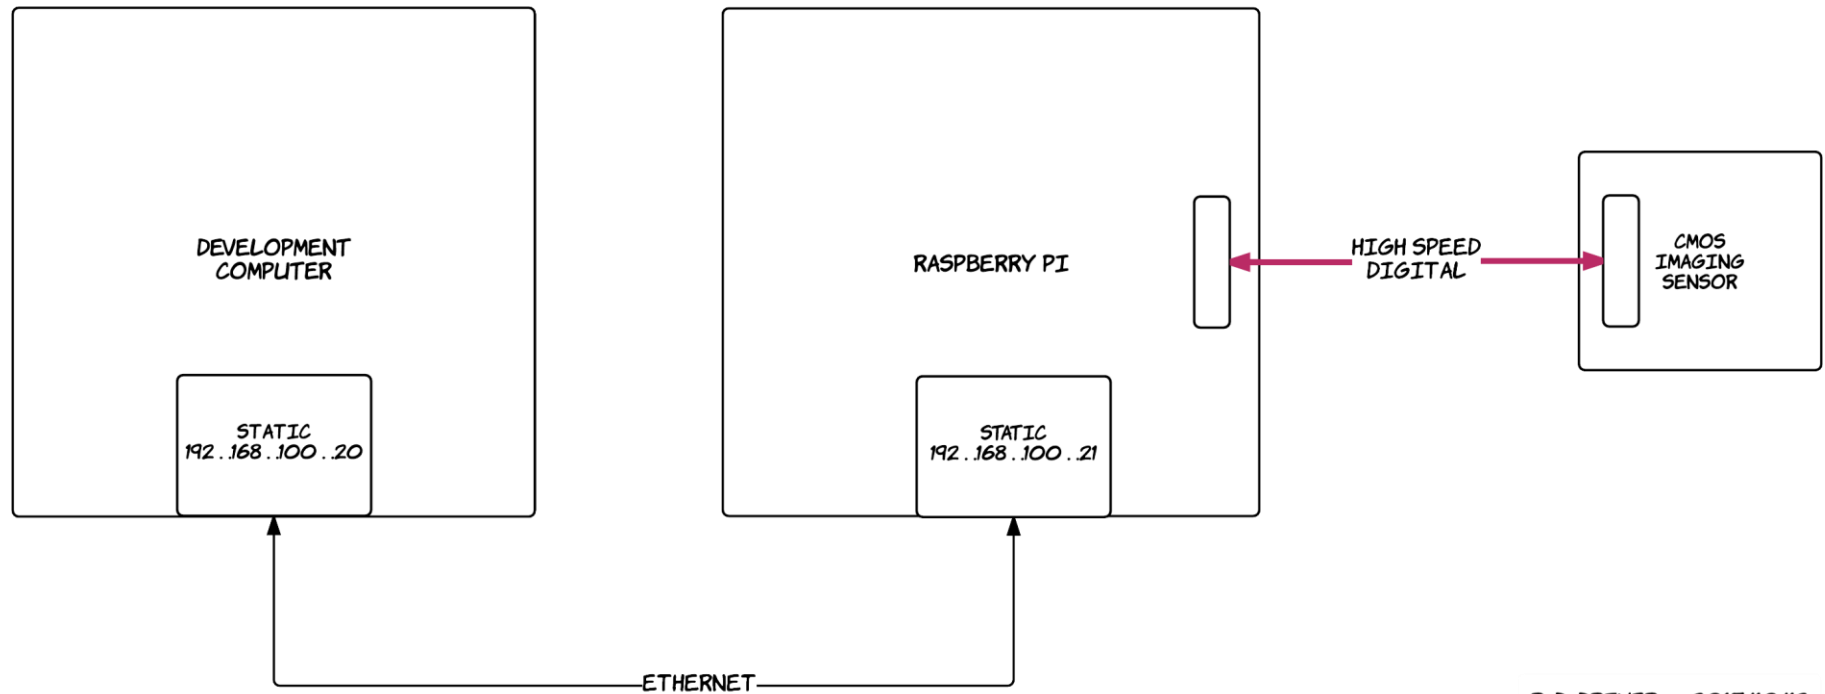 DEVELOPMENT
COMPUTER
STATIC
192..168..100..20
RASPBERRY PI
STATIC
192..168..100..21
HIGH SPEED
DIGITAL
CMOS
IMAGING
SENSOR
ETHERNET